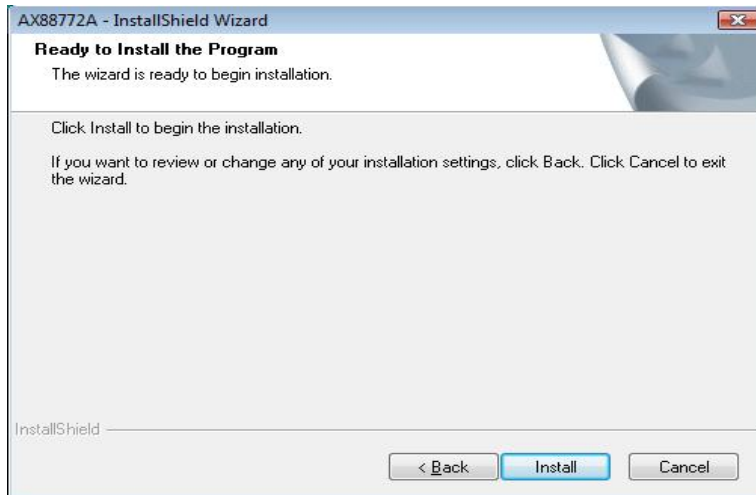 AX88772A - InstallShield Wizard
Ready to Install the Program
The wizard is ready to begin installation.
Click Install to begin the installation.
If you want to review or change any of your installation settings, click Back. Click Cancel to exit
the wizard.
InstallShield
< Back Install Cancel